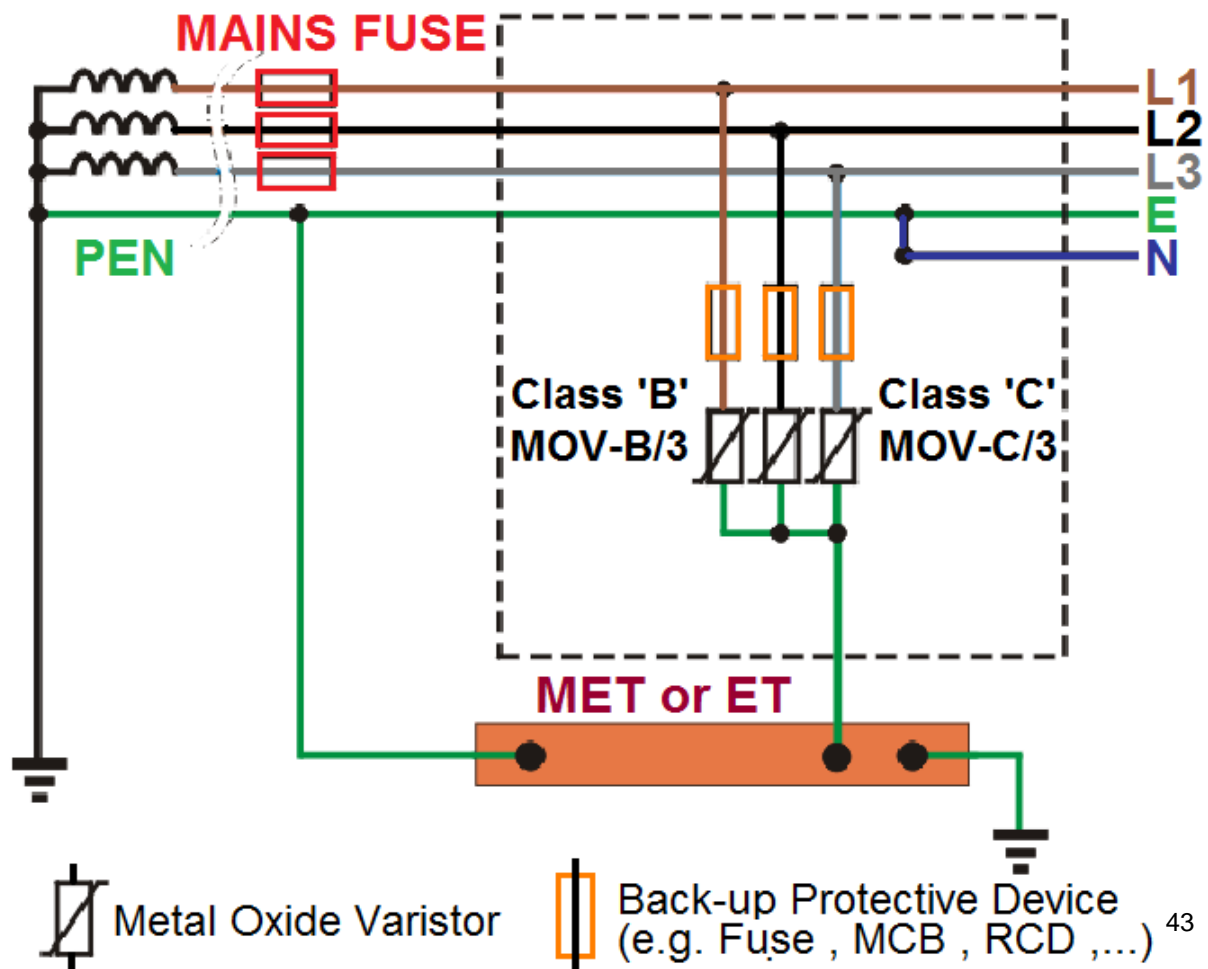 MAINS FUSE
L1
L2
L3
E
PEN
N
Class 'B'
MOV-B/3
Class 'C'
MOV-C/3
MET or ET
Metal Oxide Varistor
Back-up Protective Device
(e.g. Fuse , MCB , RCD ,...)
43